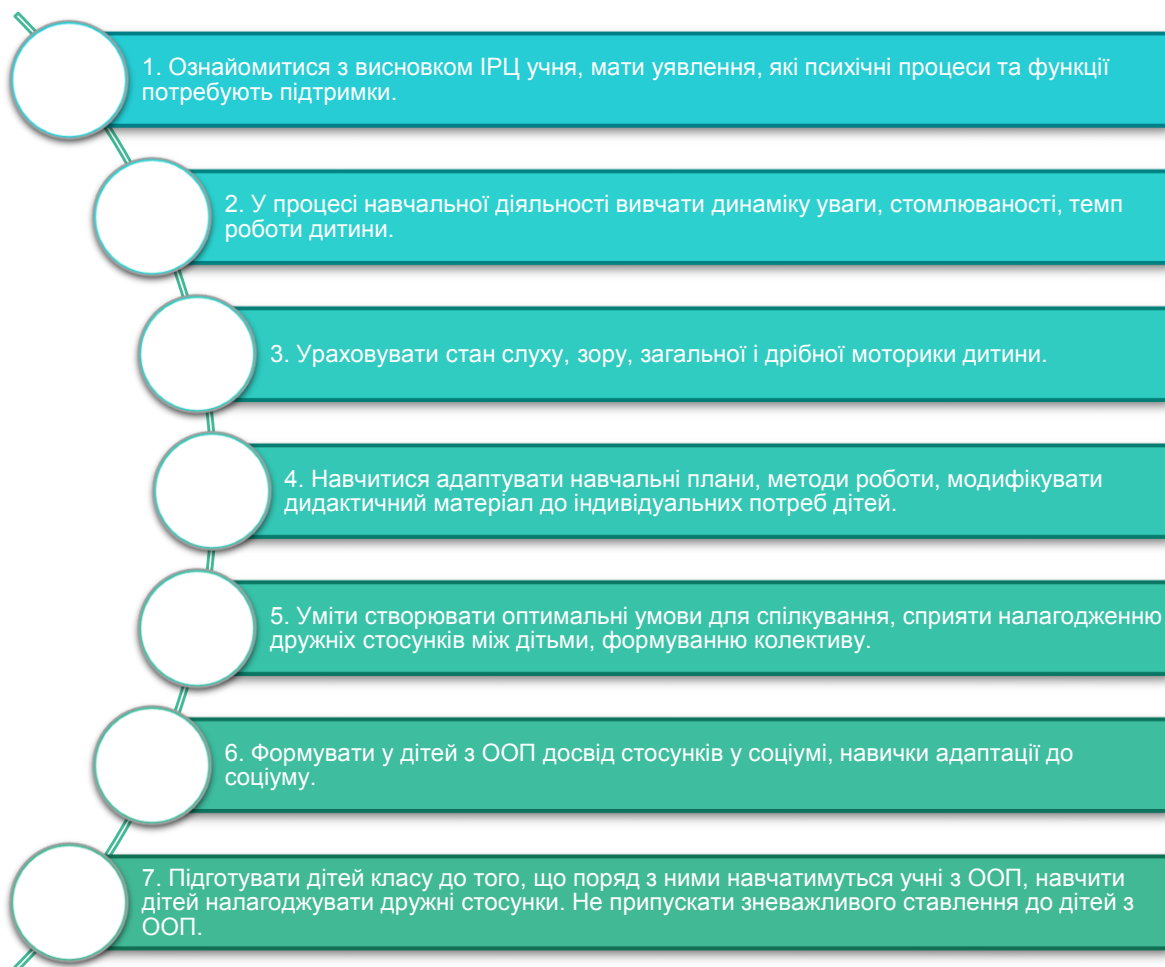 1. Ознайомитися з висновком ІРЦ учня, мати уявлення, які психічні процеси та функції
потребують підтримки.
2. У процесі навчальної діяльності вивчати динаміку уваги, стомлюваності, темп
роботи дитини.
3. Ураховувати стан слуху, зору, загальної і дрібної моторики дитини.
4. Навчитися адаптувати навчальні плани, методи роботи, модифікувати
дидактичний матеріал до індивідуальних потреб дітей.
5. Уміти створювати оптимальні умови для спілкування, сприяти налагодженню
дружніх стосунків між дітьми, формуванню колективу.
6. Формувати у дітей з ООП досвід стосунків у соціумі, навички адаптації до
соціуму.
7. Підготувати дітей класу до того, що поряд з ними навчатимуться учні з ООП, навчити
дітей налагоджувати дружні стосунки. Не припускати зневажливого ставлення до дітей з
ООП.